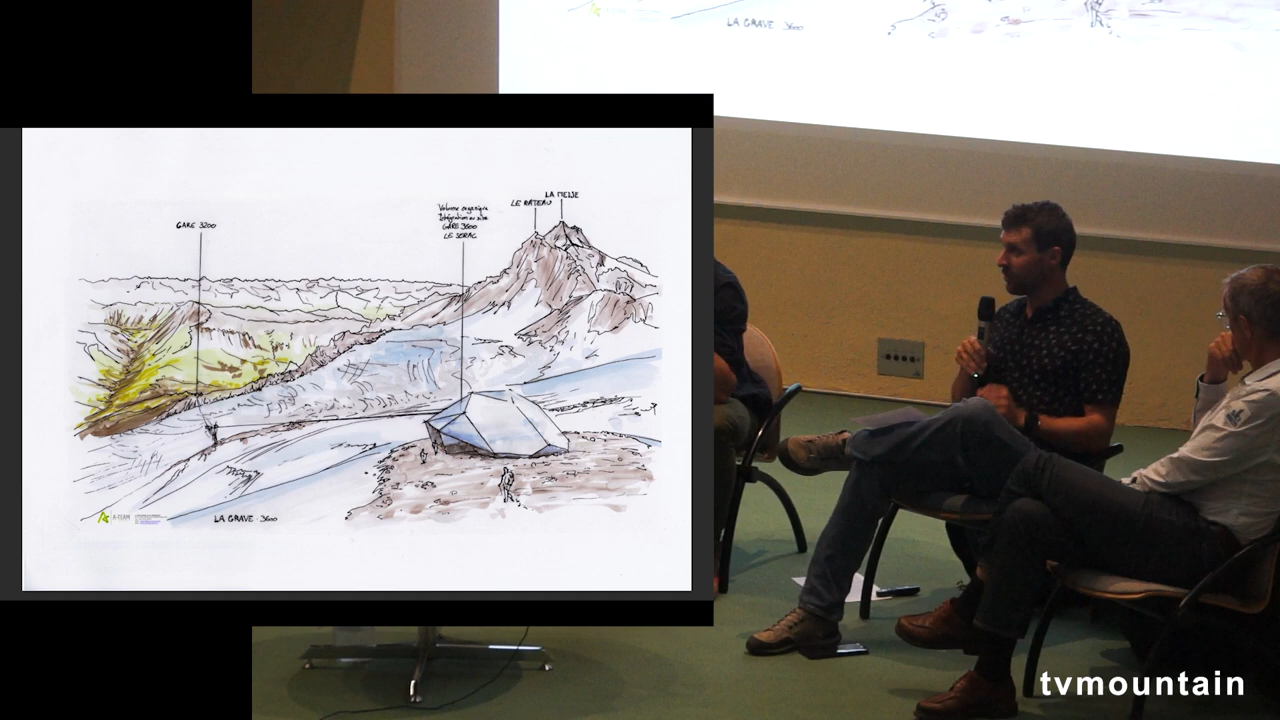 LA GRAVE 3600
GARE 3200
Volume organique
Intégration au site
GARE 3600
LE SERAC
LE RATEAU
LA MEIJE
A-TEAM
LA GRAVE - 3600
tvmountain